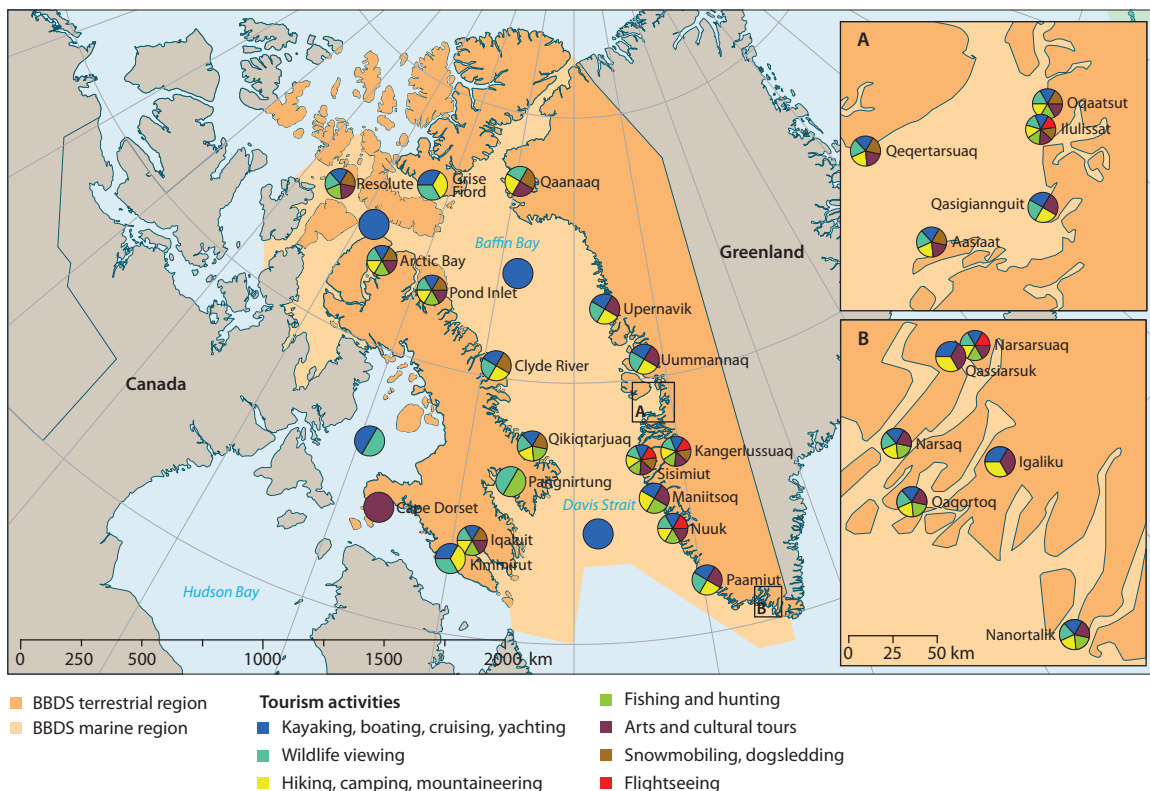 A
Oqaatsut
Ilulissat
Qeqertarsuaq
Qasigiannguit
Aasiaat
Resolute
Grise
Fiord
Qaanaaq
Baffin Bay
Greenland
Arctic Bay
Pond Inlet
Upernavik
Canada
Clyde River
Uummannaq
A
Qikiqtarjuaq
Kangerlussuaq
Sisimiut
Pangnirtung
Maniitsoq
Davis Strait
Cape Dorset
Nuuk
Iqaluit
Kimmirut
Paamiut
Hudson Bay
B
B
Narsarsuaq
Qassiarsuk
Narsaq
Igaliku
Qaqortoq
Nanortalik
0 25 50 km
0 250 500 1000 1500 2000 km
BBDS terrestrial region
BBDS marine region
Tourism activities
Kayaking, boating, cruising, yachting
Wildlife viewing
Hiking, camping, mountaineering
Fishing and hunting
Arts and cultural tours
Snowmobiling, dogsledding
Flightseeing